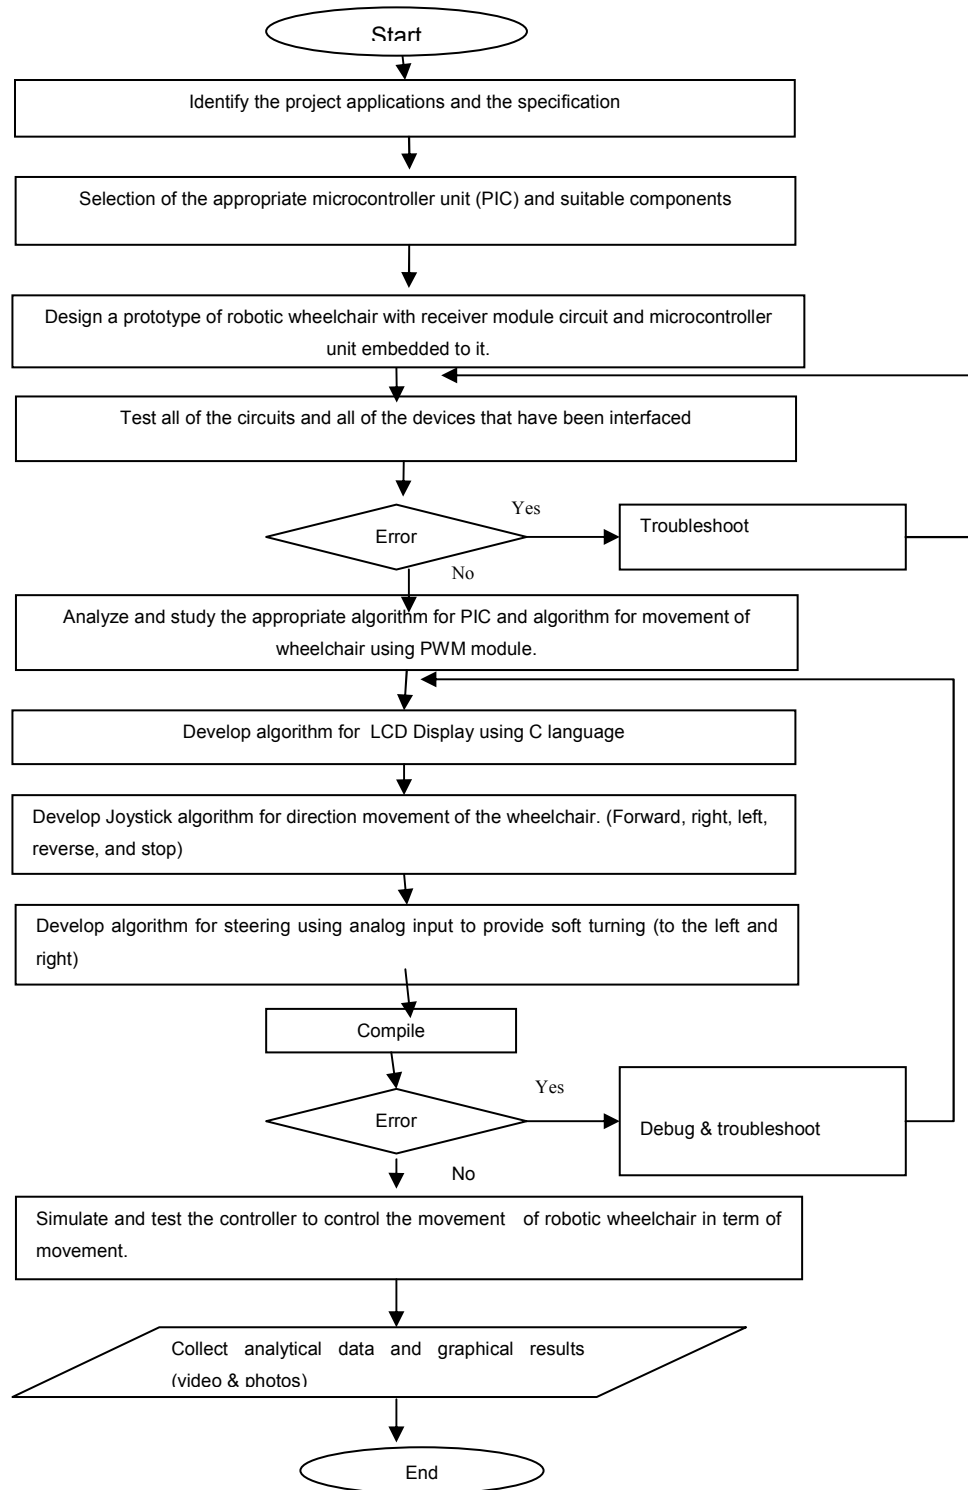 Start
Identify the project applications and the specification
Selection of the appropriate microcontroller unit (PIC) and suitable components
Design a prototype of robotic wheelchair with receiver module circuit and microcontroller
unit embedded to it.
Test all of the circuits and all of the devices that have been interfaced
Yes
Error
Troubleshoot
No
Analyze and study the appropriate algorithm for PIC and algorithm for movement of
wheelchair using PWM module.
Develop algorithm for LCD Display using C language
Develop Joystick algorithm for direction movement of the wheelchair. (Forward, right, left,
reverse, and stop)
Develop algorithm for steering using analog input to provide soft turning (to the left and
right)
Compile
Yes
Error
Debug & troubleshoot
No
Simulate and test the controller to control the movement of robotic wheelchair in term of
movement.
Collect analytical data and graphical results
(video & photos)
End